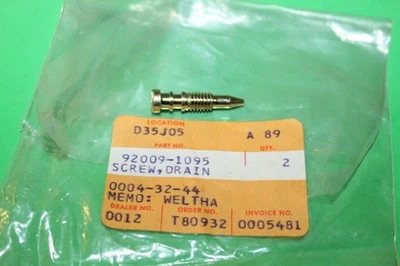 LOCATION
D35J05 A 89
PART NO. QTY.
92009-1095 2
SCREW,DRAIN
0004-32-44
MEMO: WELTHA
DEALER NO. ORDER NO. INVOICE NO.
0012 T80932 0005481